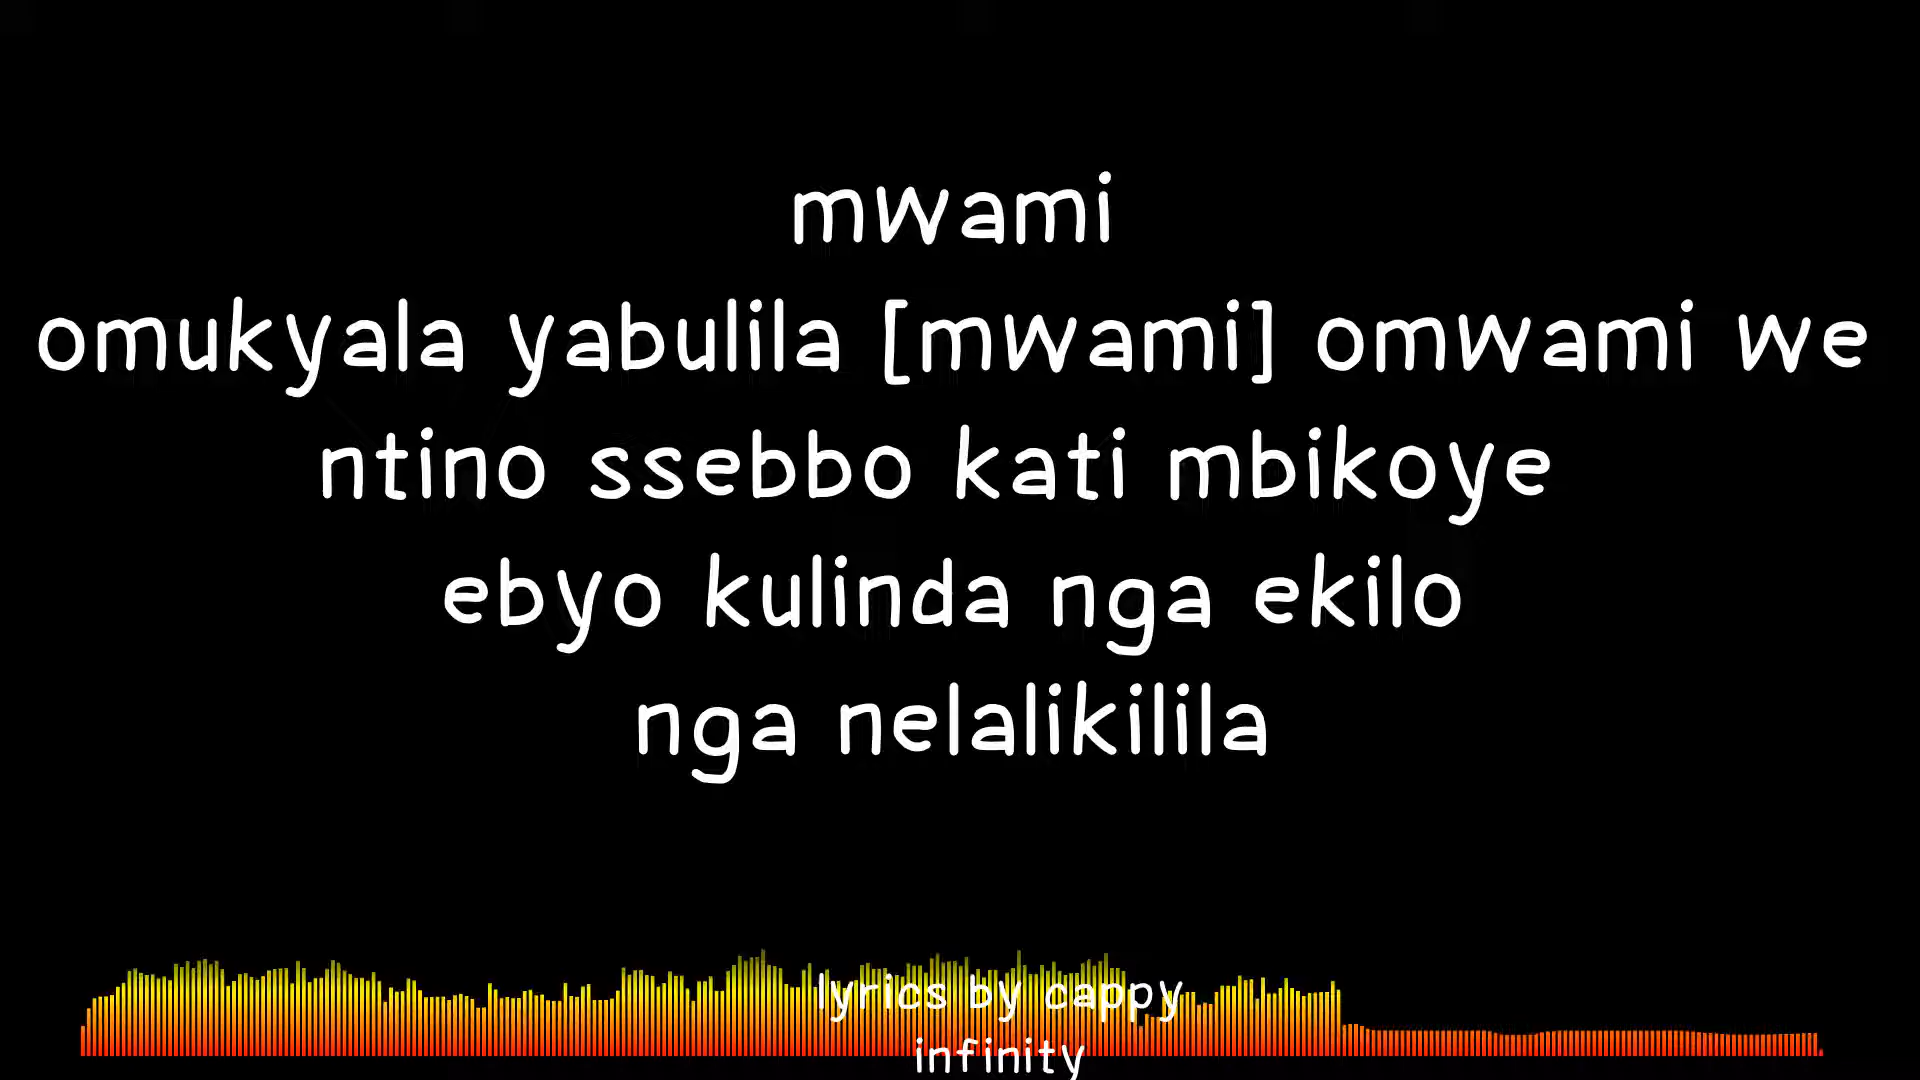 mwami
omukyala yabulila [mwami] omwami we
ntino ssebbo kati mbikoye
ebyo kulinda nga ekilo
nga nelalikilila
lyrics by cappy
infinity